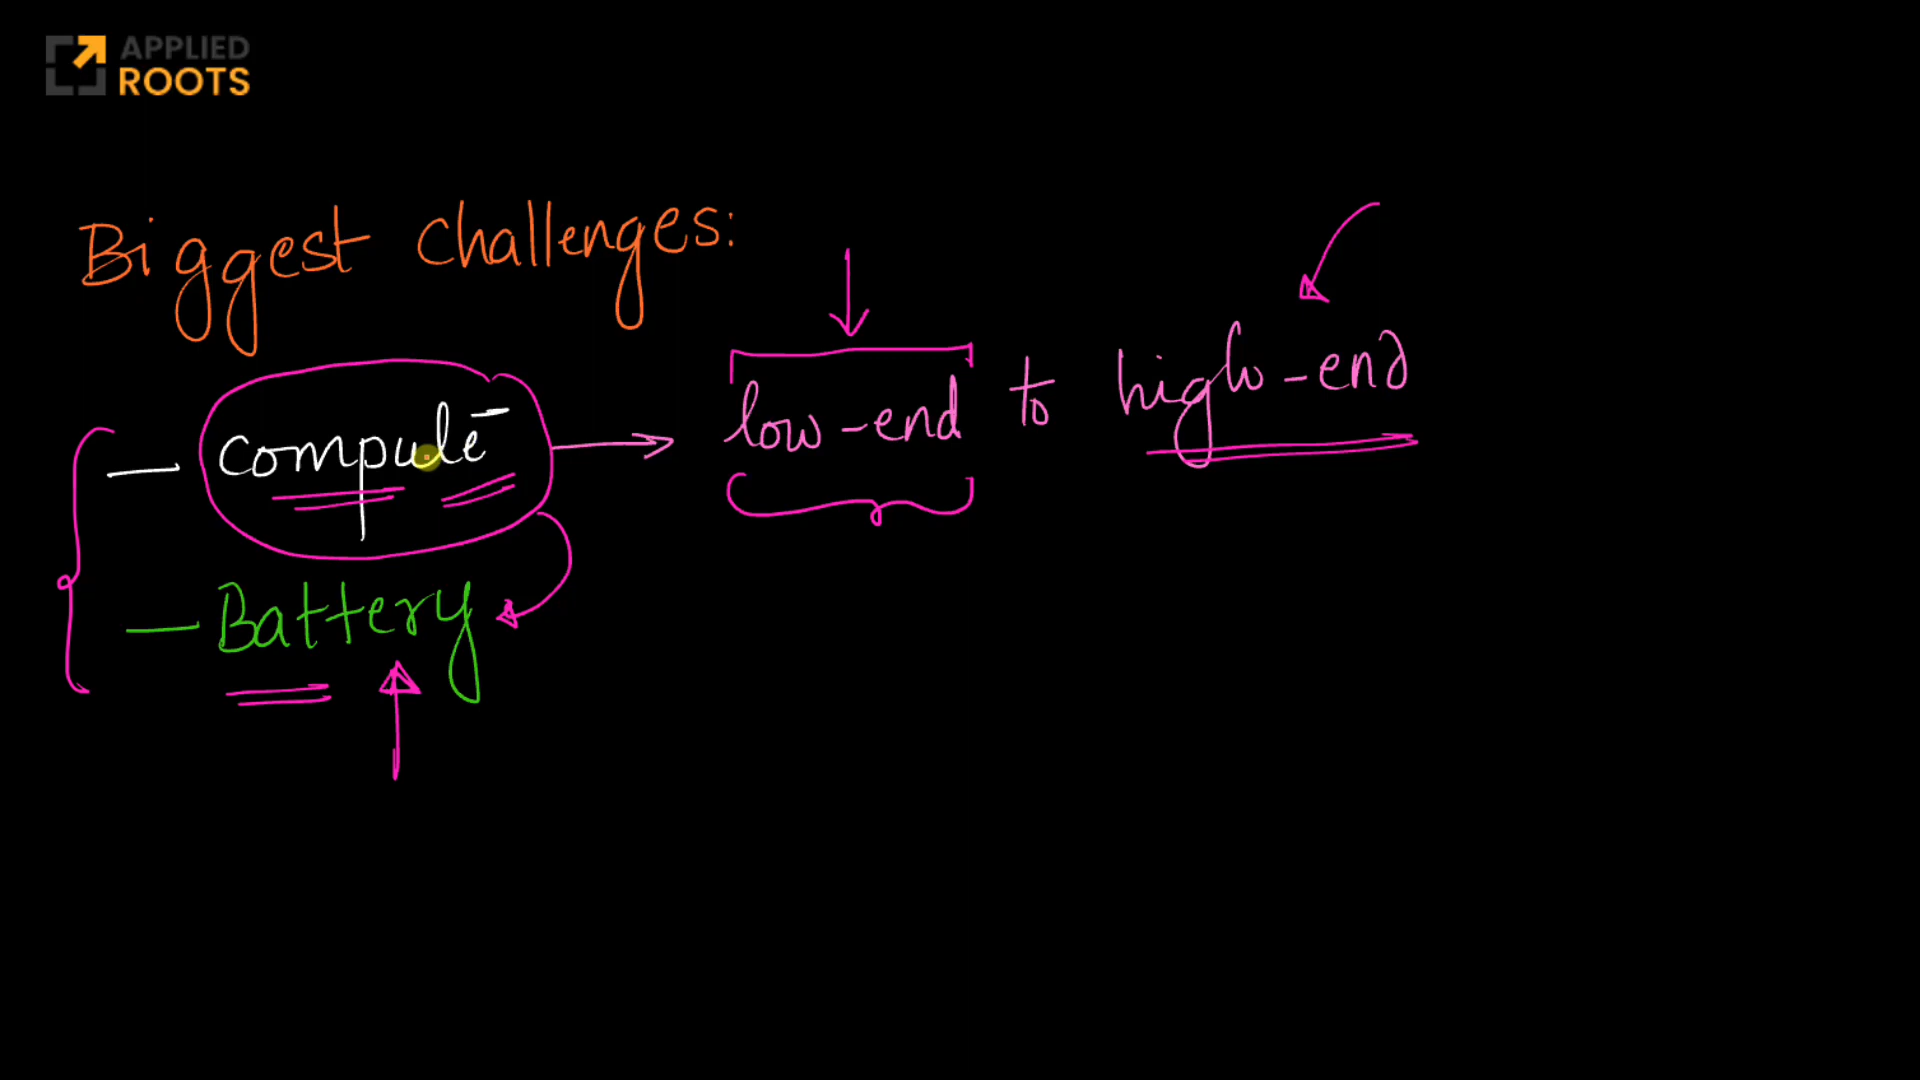 APPLIED
ROOTS
Biggest challenges:
- compute → low-end to high-end
- Battery